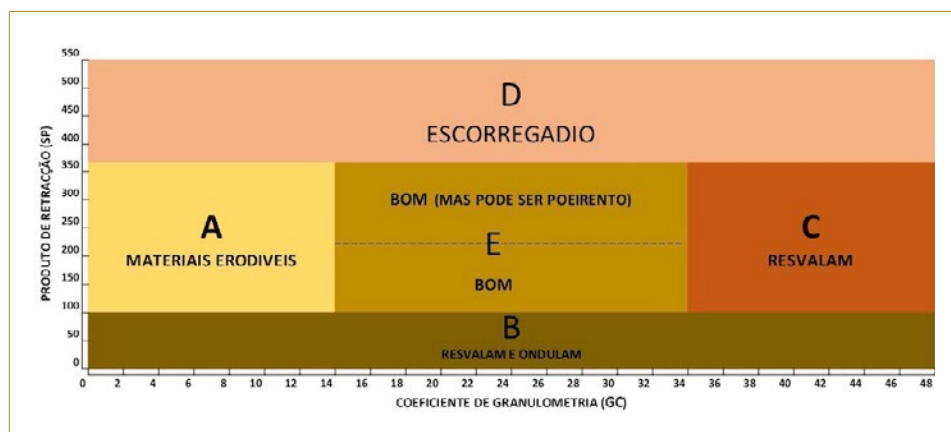 PRODUTO DE RETRACÇÃO (SP)
550
500
450
400
350
300
250
200
150
100
50
0
D
ESCORREGADIO
A
MATERIAIS ERODIVEIS
BOM (MAS PODE SER POEIRENTO)
E
BOM
C
RESVALAM
B
RESVALAM E ONDULAM
0 2 4 6 8 10 12 14 16 18 20 22 24 26 28 30 32 34 36 38 40 42 44 46 48
COEFICIENTE DE GRANULOMETRIA (GC)